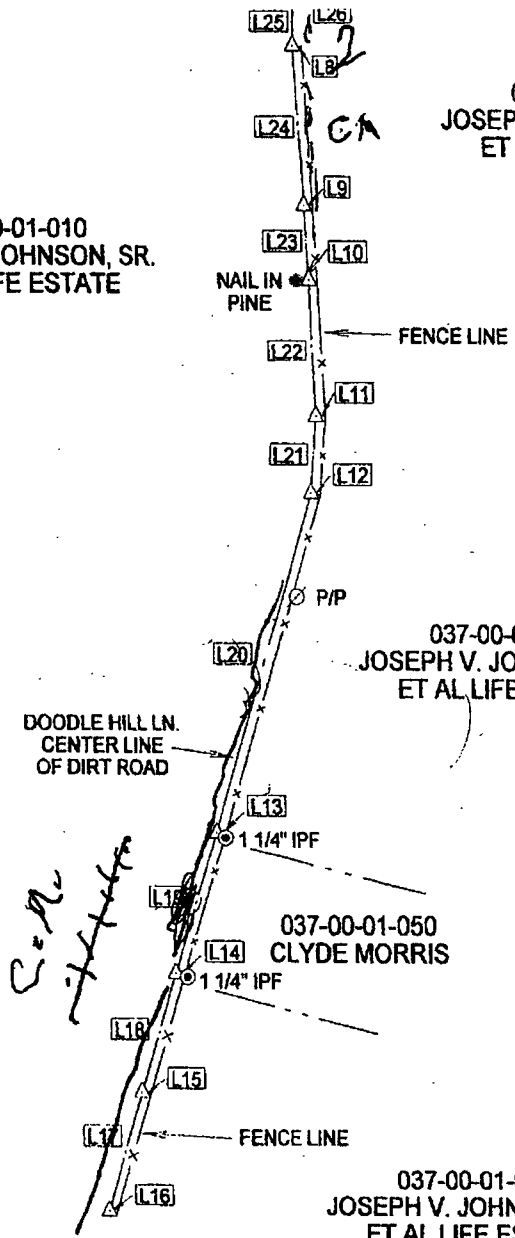 L25
L26
L8
L24
JOSEP
ET
L9
0-01-010
OHNSON, SR.
FE ESTATE
L23
L10
NAIL IN
PINE
FENCE LINE
L22
L11
L21
L12
P/P
L20
037-00-0
JOSEPH V. JO
ET AL LIFE
DOODLE HILL LN.
CENTER LINE
OF DIRT ROAD
L13
1 1/4" IPF
037-00-01-050
CLYDE MORRIS
L14
1 1/4" IPF
L18
L15
L17
FENCE LINE
L16
037-00-01-
JOSEPH V. JOHN
ET AL LIFE ES